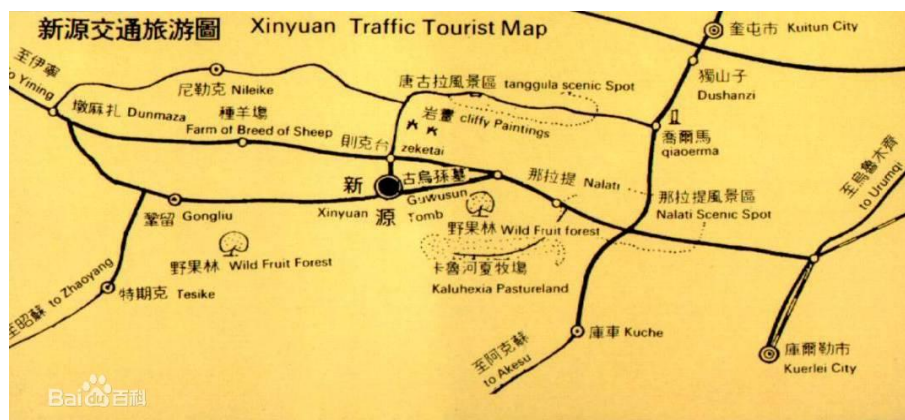 新源交通旅游圖 Xinyuan Traffic Tourist Map
奎屯市 Kuitun City
至伊寧
to Yining
尼勒克 Nileike
唐古拉風景區 tanggula scenic Spot
獨山子
Dushanzi
墩麻扎 Dunmaza
種羊塲
Farm of Breed of Sheep
岩畫 cliffy Paintings
則克台 zeketai
喬爾馬
qiaoerma
至烏魯木齊
to Urumqi
新源
Xinyuan
古烏孫墓
Guwusun
Tomb
那拉提 Nalati
那拉提風景區
Nalati Scenic Spot
鞏留 Gongliu
野果林 Wild Fruit forest
野果林 Wild Fruit Forest
卡魯河夏牧塲
Kaluhexia Pastureland
至昭蘇 to Zhaoyang
特期克 Tesike
庫車 Kuche
至阿克蘇
to Akesu
庫爾勒市
Kuerlei City
Bai du 百科